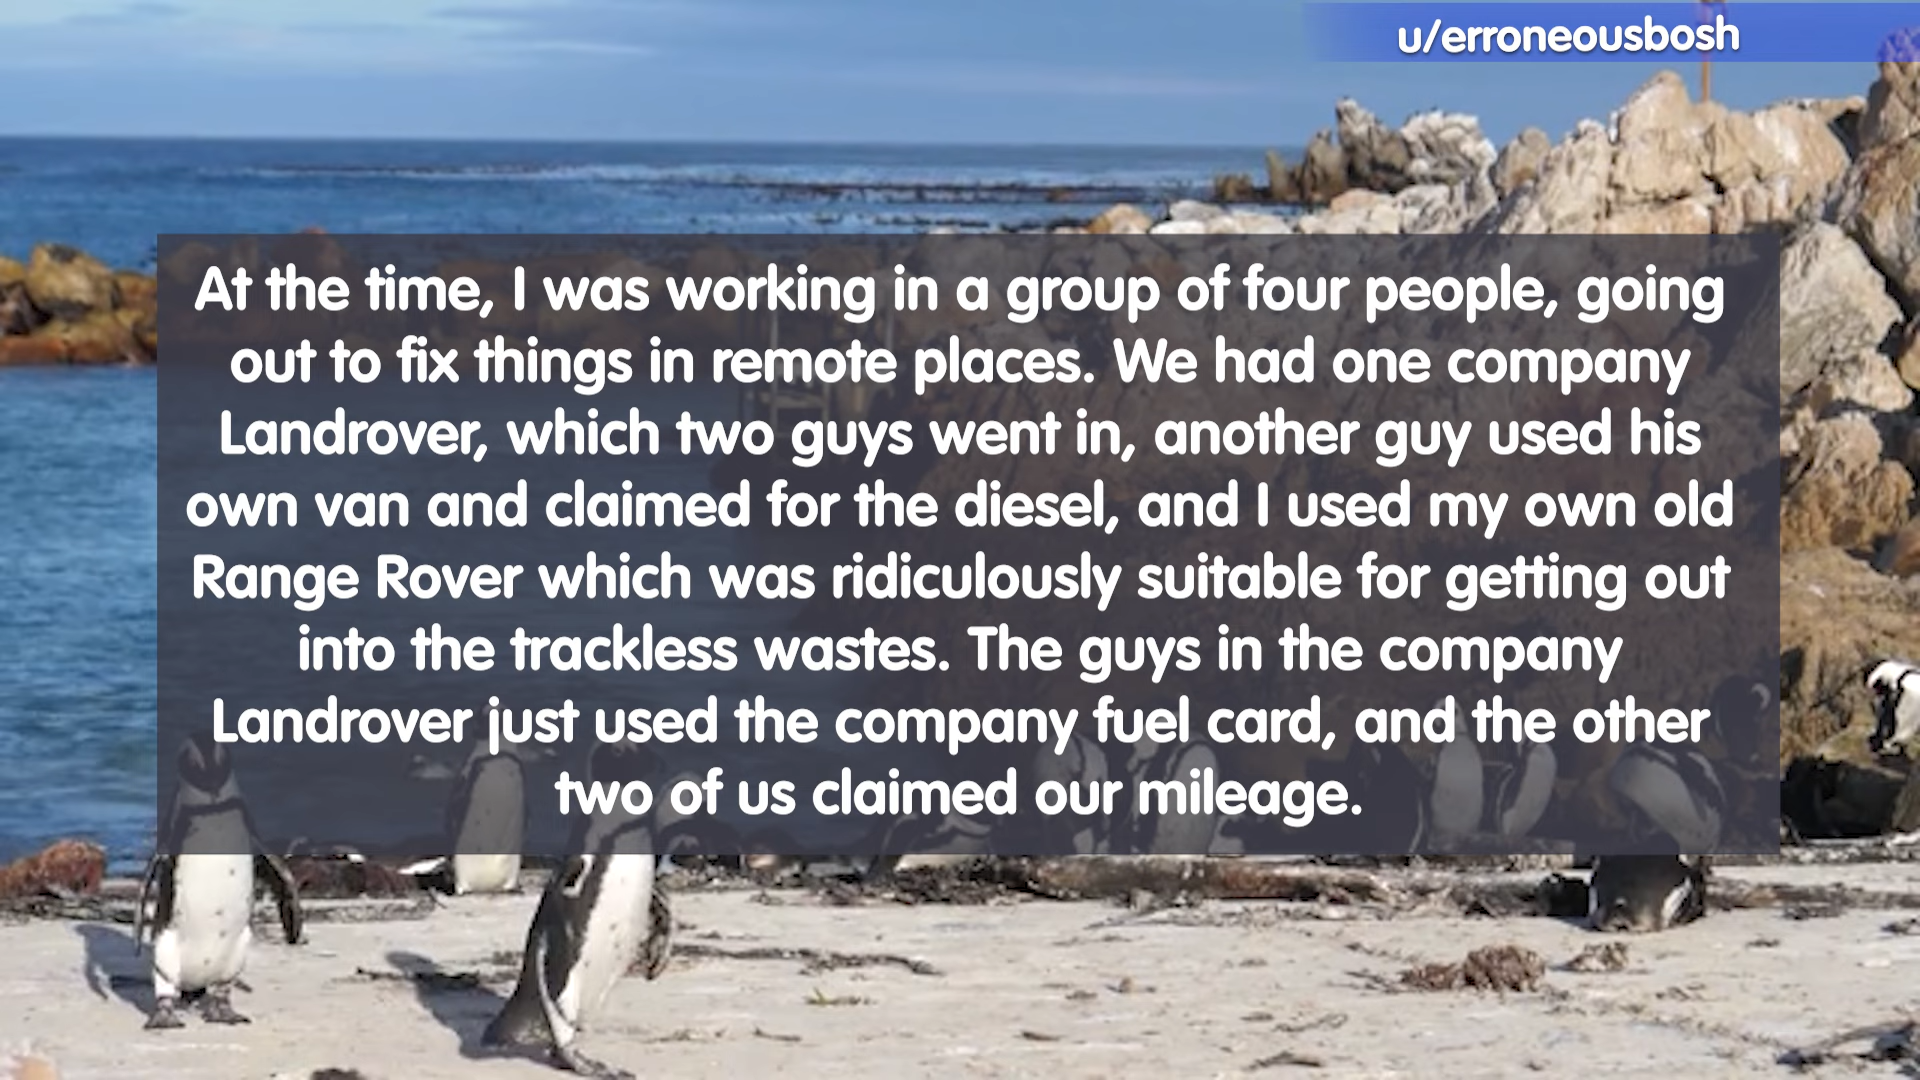 u/erroneousbosh
At the time, I was working in a group of four people, going
out to fix things in remote places. We had one company
Landrover, which two guys went in, another guy used his
own van and claimed for the diesel, and I used my own old
Range Rover which was ridiculously suitable for getting out
into the trackless wastes. The guys in the company
Landrover just used the company fuel card, and the other
two of us claimed our mileage.